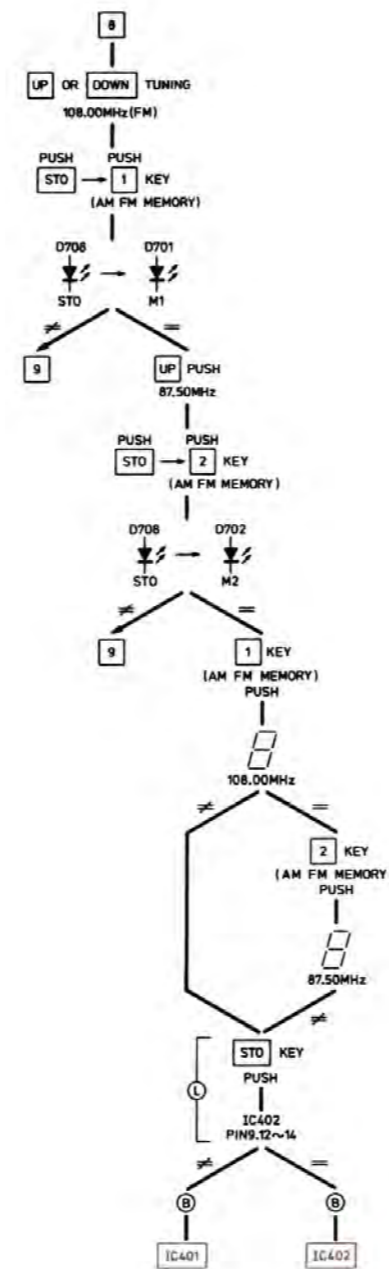 8
UP OR DOWN TUNING
108.00MHz(FM)
PUSH PUSH
STO → 1 KEY
(AM FM MEMORY)
D708 D701
→
STO M1
≠ =
9 UP PUSH
87.50MHz
PUSH PUSH
STO → 2 KEY
(AM FM MEMORY)
D708 D702
→
STO M2
≠ =
9 1 KEY
(AM FM MEMORY)
PUSH
108.00MHz
≠ =
2 KEY
(AM FM MEMORY
PUSH
87.50MHz
≠
STO KEY
PUSH
L
IC402
PIN9.12~14
≠ =
B B
IC401 IC402